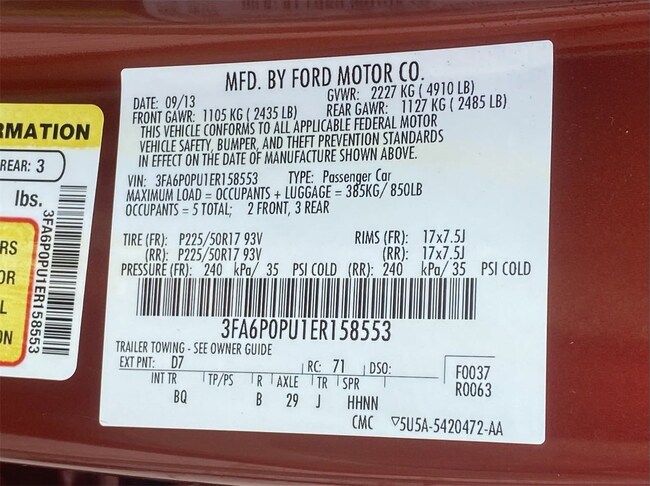 RMATION
REAR: 3
lbs.
RS
OR
L
ON
3FA6P0PU1ER158553
MFD. BY FORD MOTOR CO.
DATE: 09/13 GVWR: 2227 KG ( 4910 LB)
FRONT GAWR: 1105 KG ( 2435 LB) REAR GAWR: 1127 KG ( 2485 LB)
THIS VEHICLE CONFORMS TO ALL APPLICABLE FEDERAL MOTOR
VEHICLE SAFETY, BUMPER, AND THEFT PREVENTION STANDARDS
IN EFFECT ON THE DATE OF MANUFACTURE SHOWN ABOVE.
VIN: 3FA6P0PU1ER158553 TYPE: Passenger Car
MAXIMUM LOAD = OCCUPANTS + LUGGAGE = 385KG/ 850LB
OCCUPANTS = 5 TOTAL; 2 FRONT, 3 REAR
TIRE (FR): P225/50R17 93V RIMS (FR): 17x7.5J
(RR): P225/50R17 93V (RR): 17x7.5J
PRESSURE (FR): 240 kPa/ 35 PSI COLD (RR): 240 kPa/ 35 PSI COLD
3FA6P0PU1ER158553
TRAILER TOWING - SEE OWNER GUIDE
EXT PNT: D7 RC: 71 DSO: F0037
INT TR TP/PS R AXLE TR SPR R0063
BQ B 29 J HHNN
CMC ▽5U5A-5420472-AA